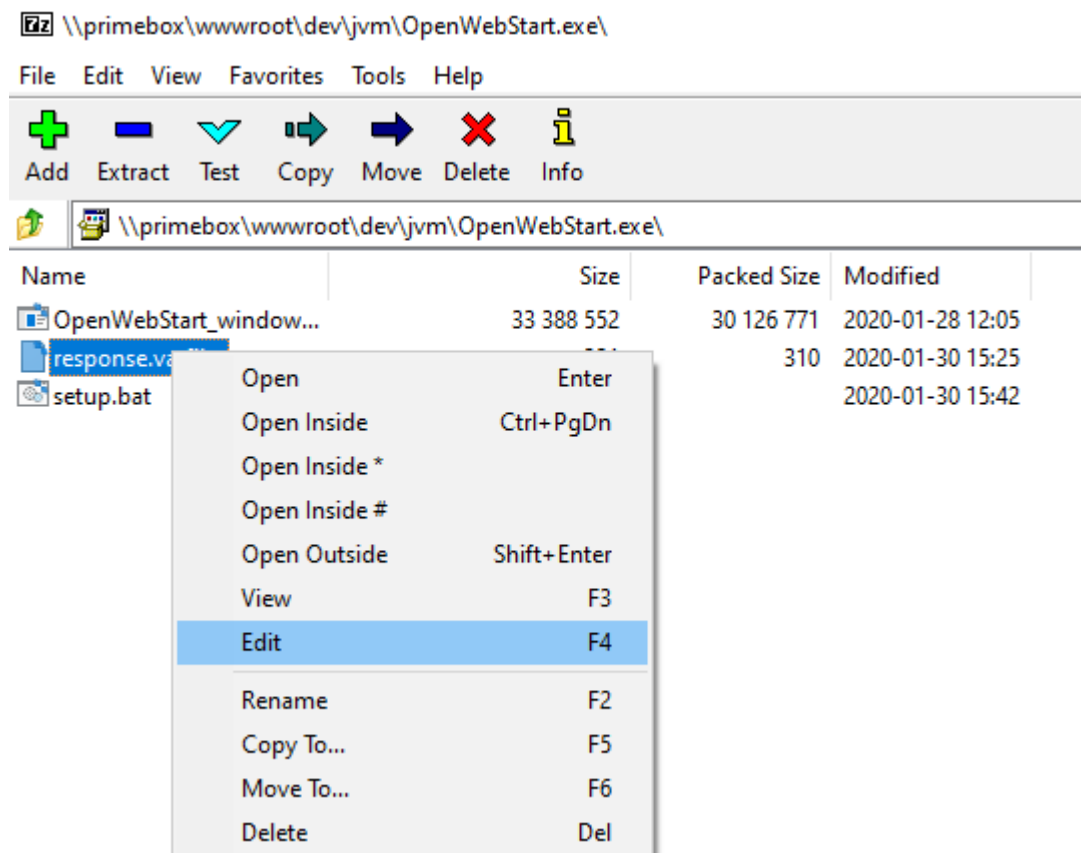 7z \\primebox\wwwroot\dev\jvm\OpenWebStart.exe\
File Edit View Favorites Tools Help
Add Extract Test Copy Move Delete Info
\\primebox\wwwroot\dev\jvm\OpenWebStart.exe\
Name Size Packed Size Modified
OpenWebStart_window... 33 388 552 30 126 771 2020-01-28 12:05
response.va 310 2020-01-30 15:25
setup.bat 2020-01-30 15:42
Open Enter
Open Inside Ctrl+PgDn
Open Inside *
Open Inside #
Open Outside Shift+Enter
View F3
Edit F4
Rename F2
Copy To... F5
Move To... F6
Delete Del